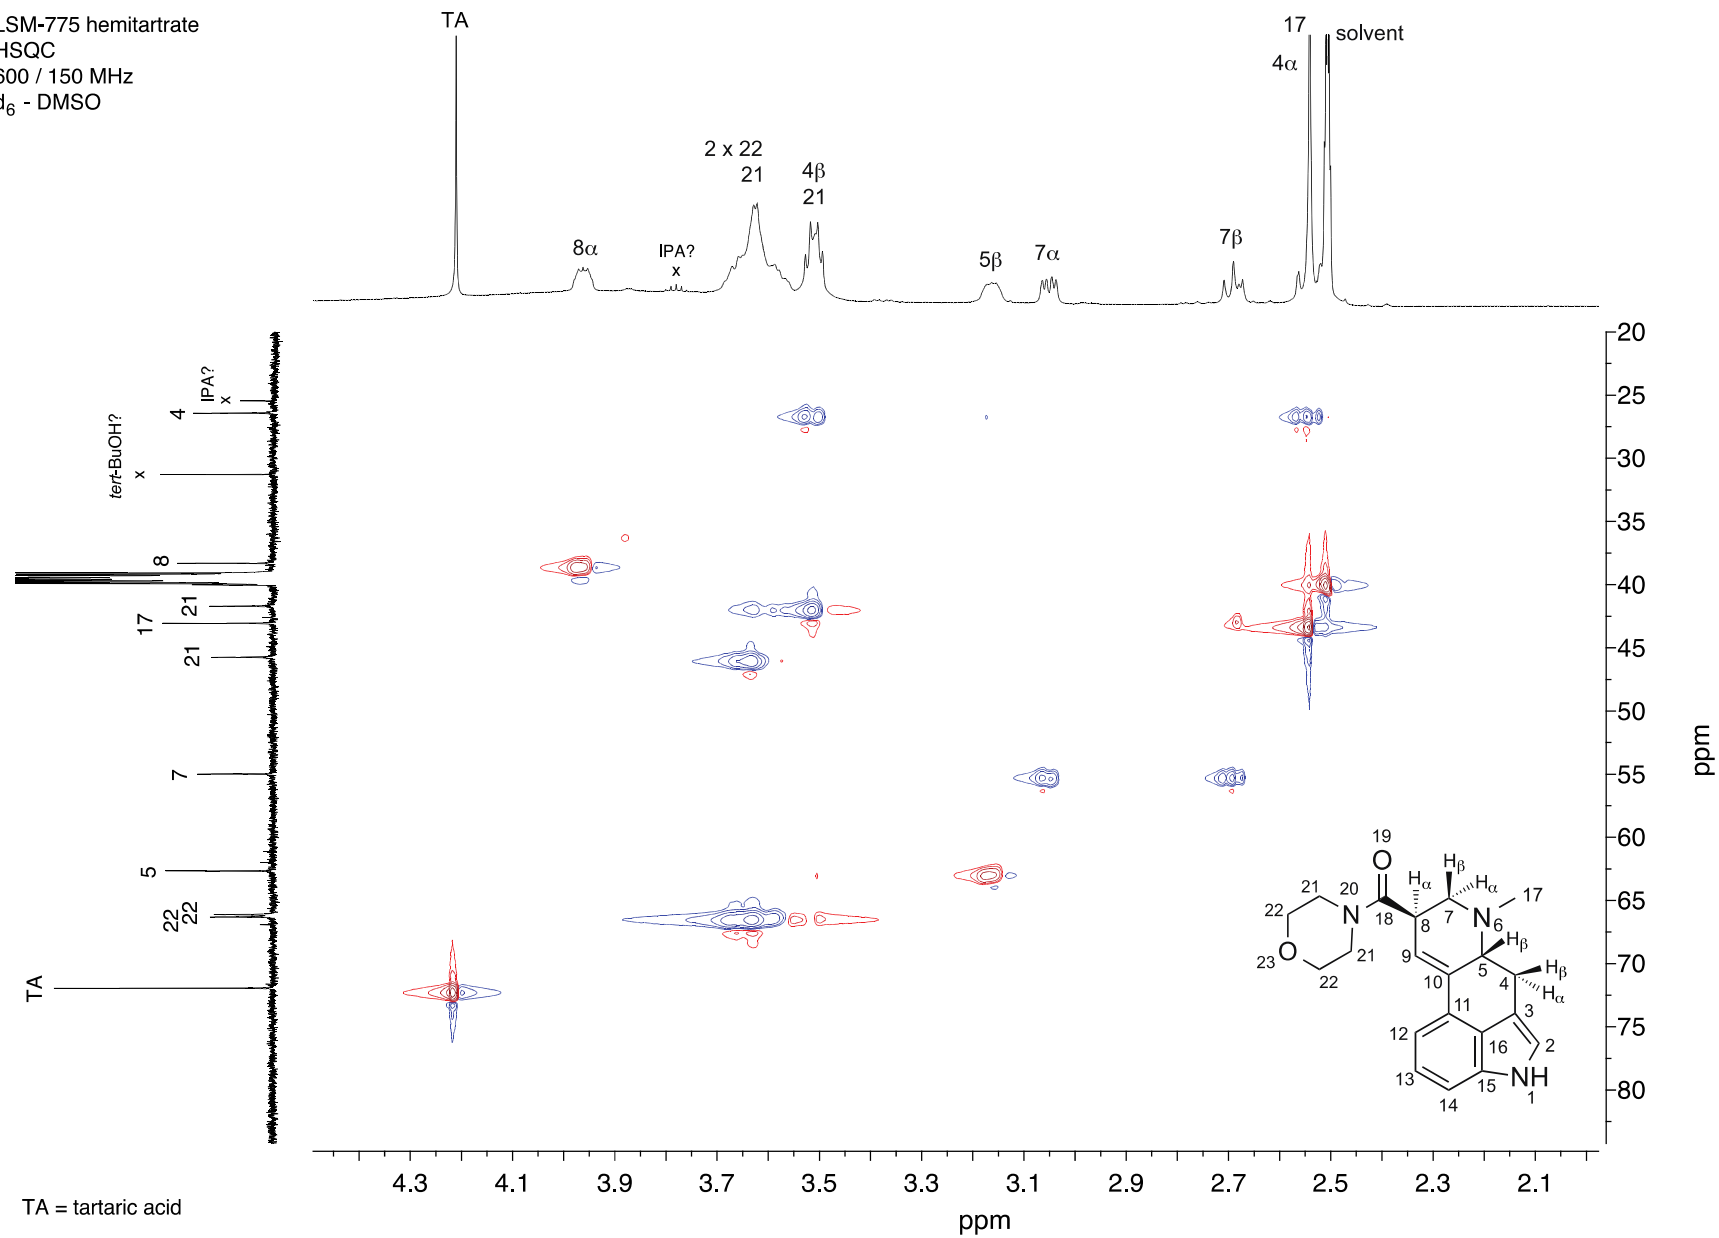 LSM-775 hemitartrate
HSQC
600 / 150 MHz
d6 - DMSO
TA
17
solvent
4α
2 x 22
21
4β
21
8α
IPA?
x
5β
7α
7β
IPA?
x
4
tert-BuOH?
x
8
21
17
21
7
5
22
22
TA
20
25
30
35
40
45
50
55
60
65
70
75
80
ppm
19
O
Hβ
Hα
Hα
21
20
N
22
18
8
7
N
6
17
O
23
21
22
9
5
Hβ
10
4
Hβ
Hα
11
3
12
16
2
13
15
NH
1
14
4.3 4.1 3.9 3.7 3.5 3.3 3.1 2.9 2.7 2.5 2.3 2.1
ppm
TA = tartaric acid